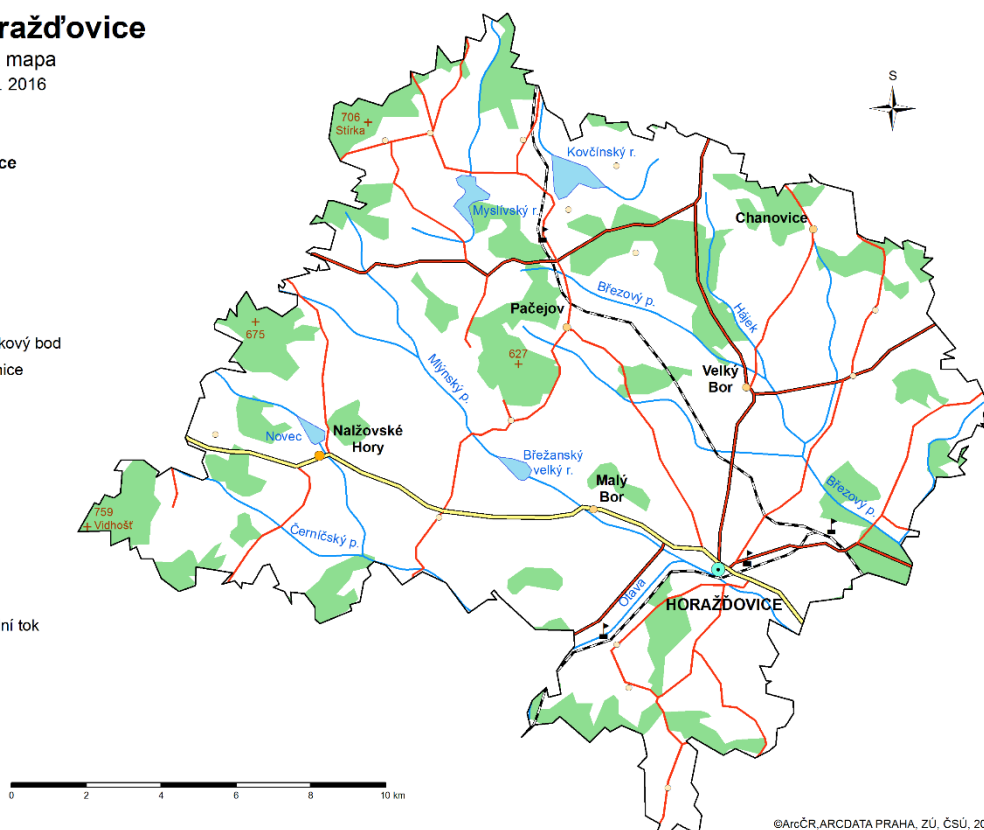 ražďovice
mapa
. 2016
ce
kový bod
nice
ní tok
S
706
Stírka
Kovčínský r.
Myslívský r.
Chanovice
Březový p.
Hájek
Pačejov
675
627
Mlýnský p.
Velký
Bor
Novec
Nalžovské
Hory
Břežanský
velký r.
Malý
Bor
Březový p.
759
Vidhošť
Černíčský p.
Otava
HORAŽĎOVICE
0 2 4 6 8 10 km
©ArcČR,ARCDATA PRAHA, ZÚ, ČSÚ, 20